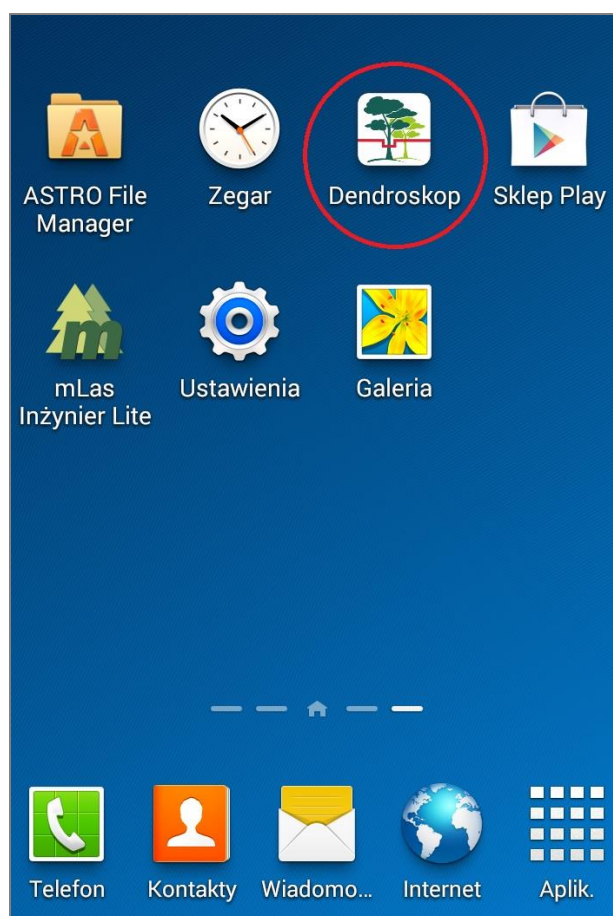 ASTRO File
Manager
Zegar
Dendroskop
Sklep Play
mLas
Inżynier Lite
Ustawienia
Galeria
Telefon
Kontakty
Wiadomo...
Internet
Aplik.